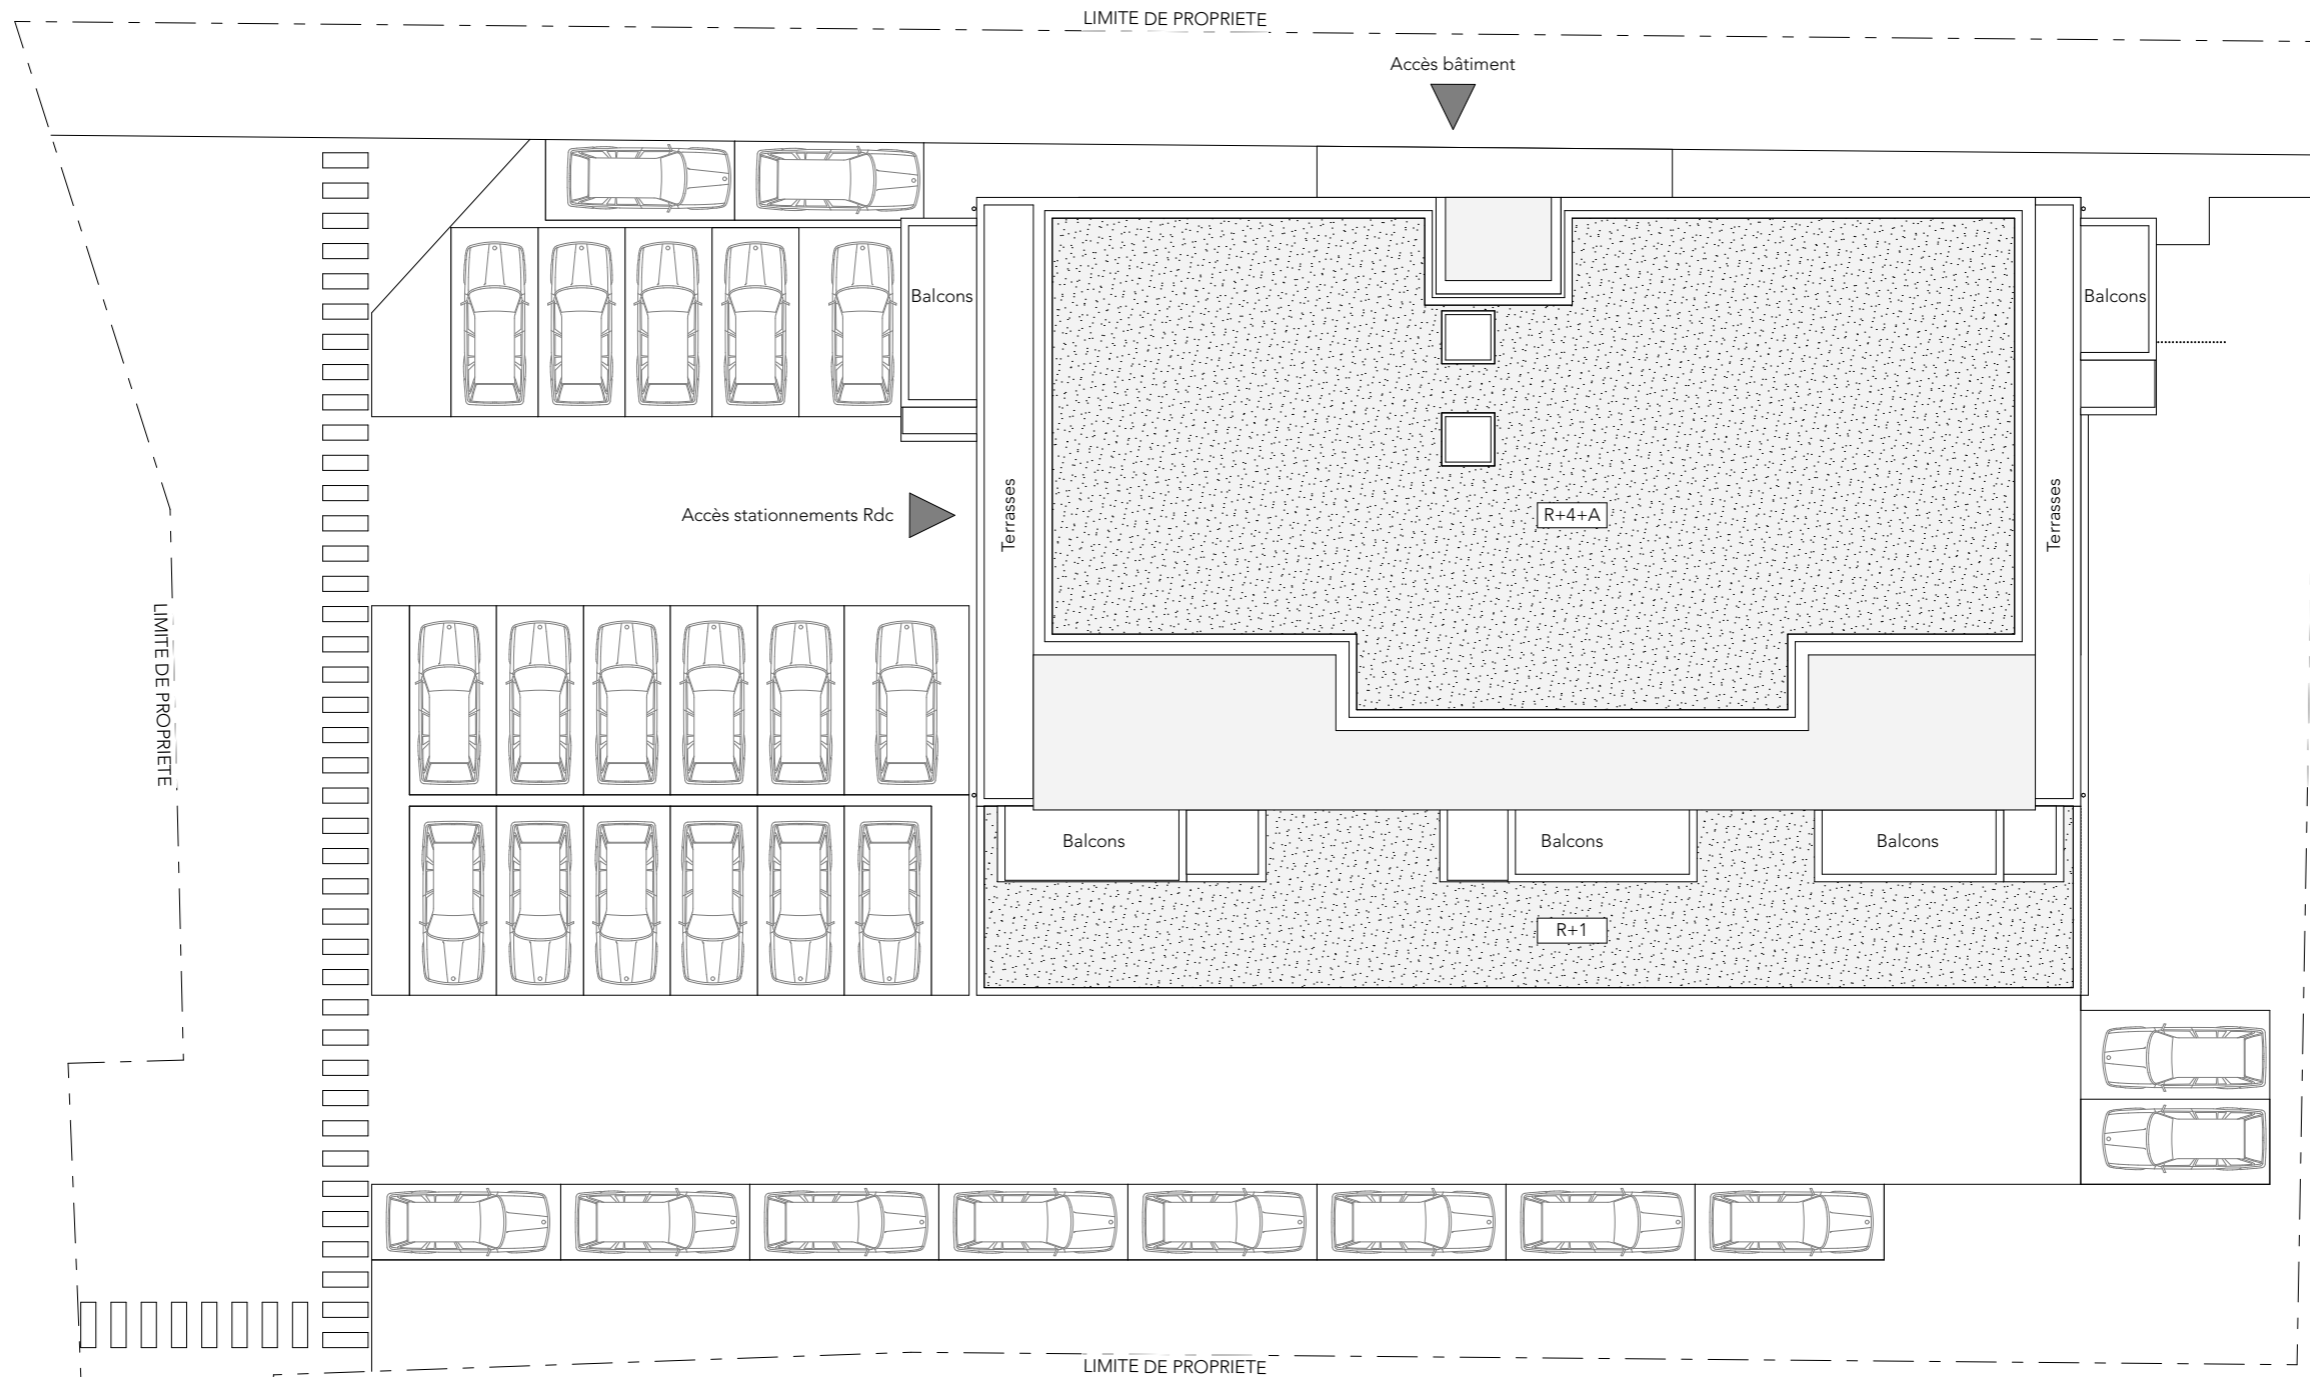 LIMITE DE PROPRIETE
Accès bâtiment
Balcons
Balcons
Accès stationnements Rdc
Terrasses
R+4+A
Terrasses
LIMITE DE PROPRIETE
Balcons
Balcons
Balcons
R+1
LIMITE DE PROPRIETE